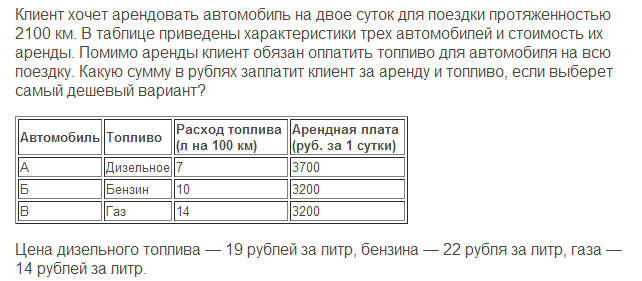 Клиент хочет арендовать автомобиль на двое суток для поездки протяженностью
2100 км. В таблице приведены характеристики трех автомобилей и стоимость их
аренды. Помимо аренды клиент обязан оплатить топливо для автомобиля на всю
поездку. Какую сумму в рублях заплатит клиент за аренду и топливо, если выберет
самый дешевый вариант?
Автомобиль Топливо Расход топлива (л на 100 км) Арендная плата (руб. за 1 сутки)
А Дизельное 7 3700
Б Бензин 10 3200
В Газ 14 3200
Цена дизельного топлива — 19 рублей за литр, бензина — 22 рубля за литр, газа —
14 рублей за литр.